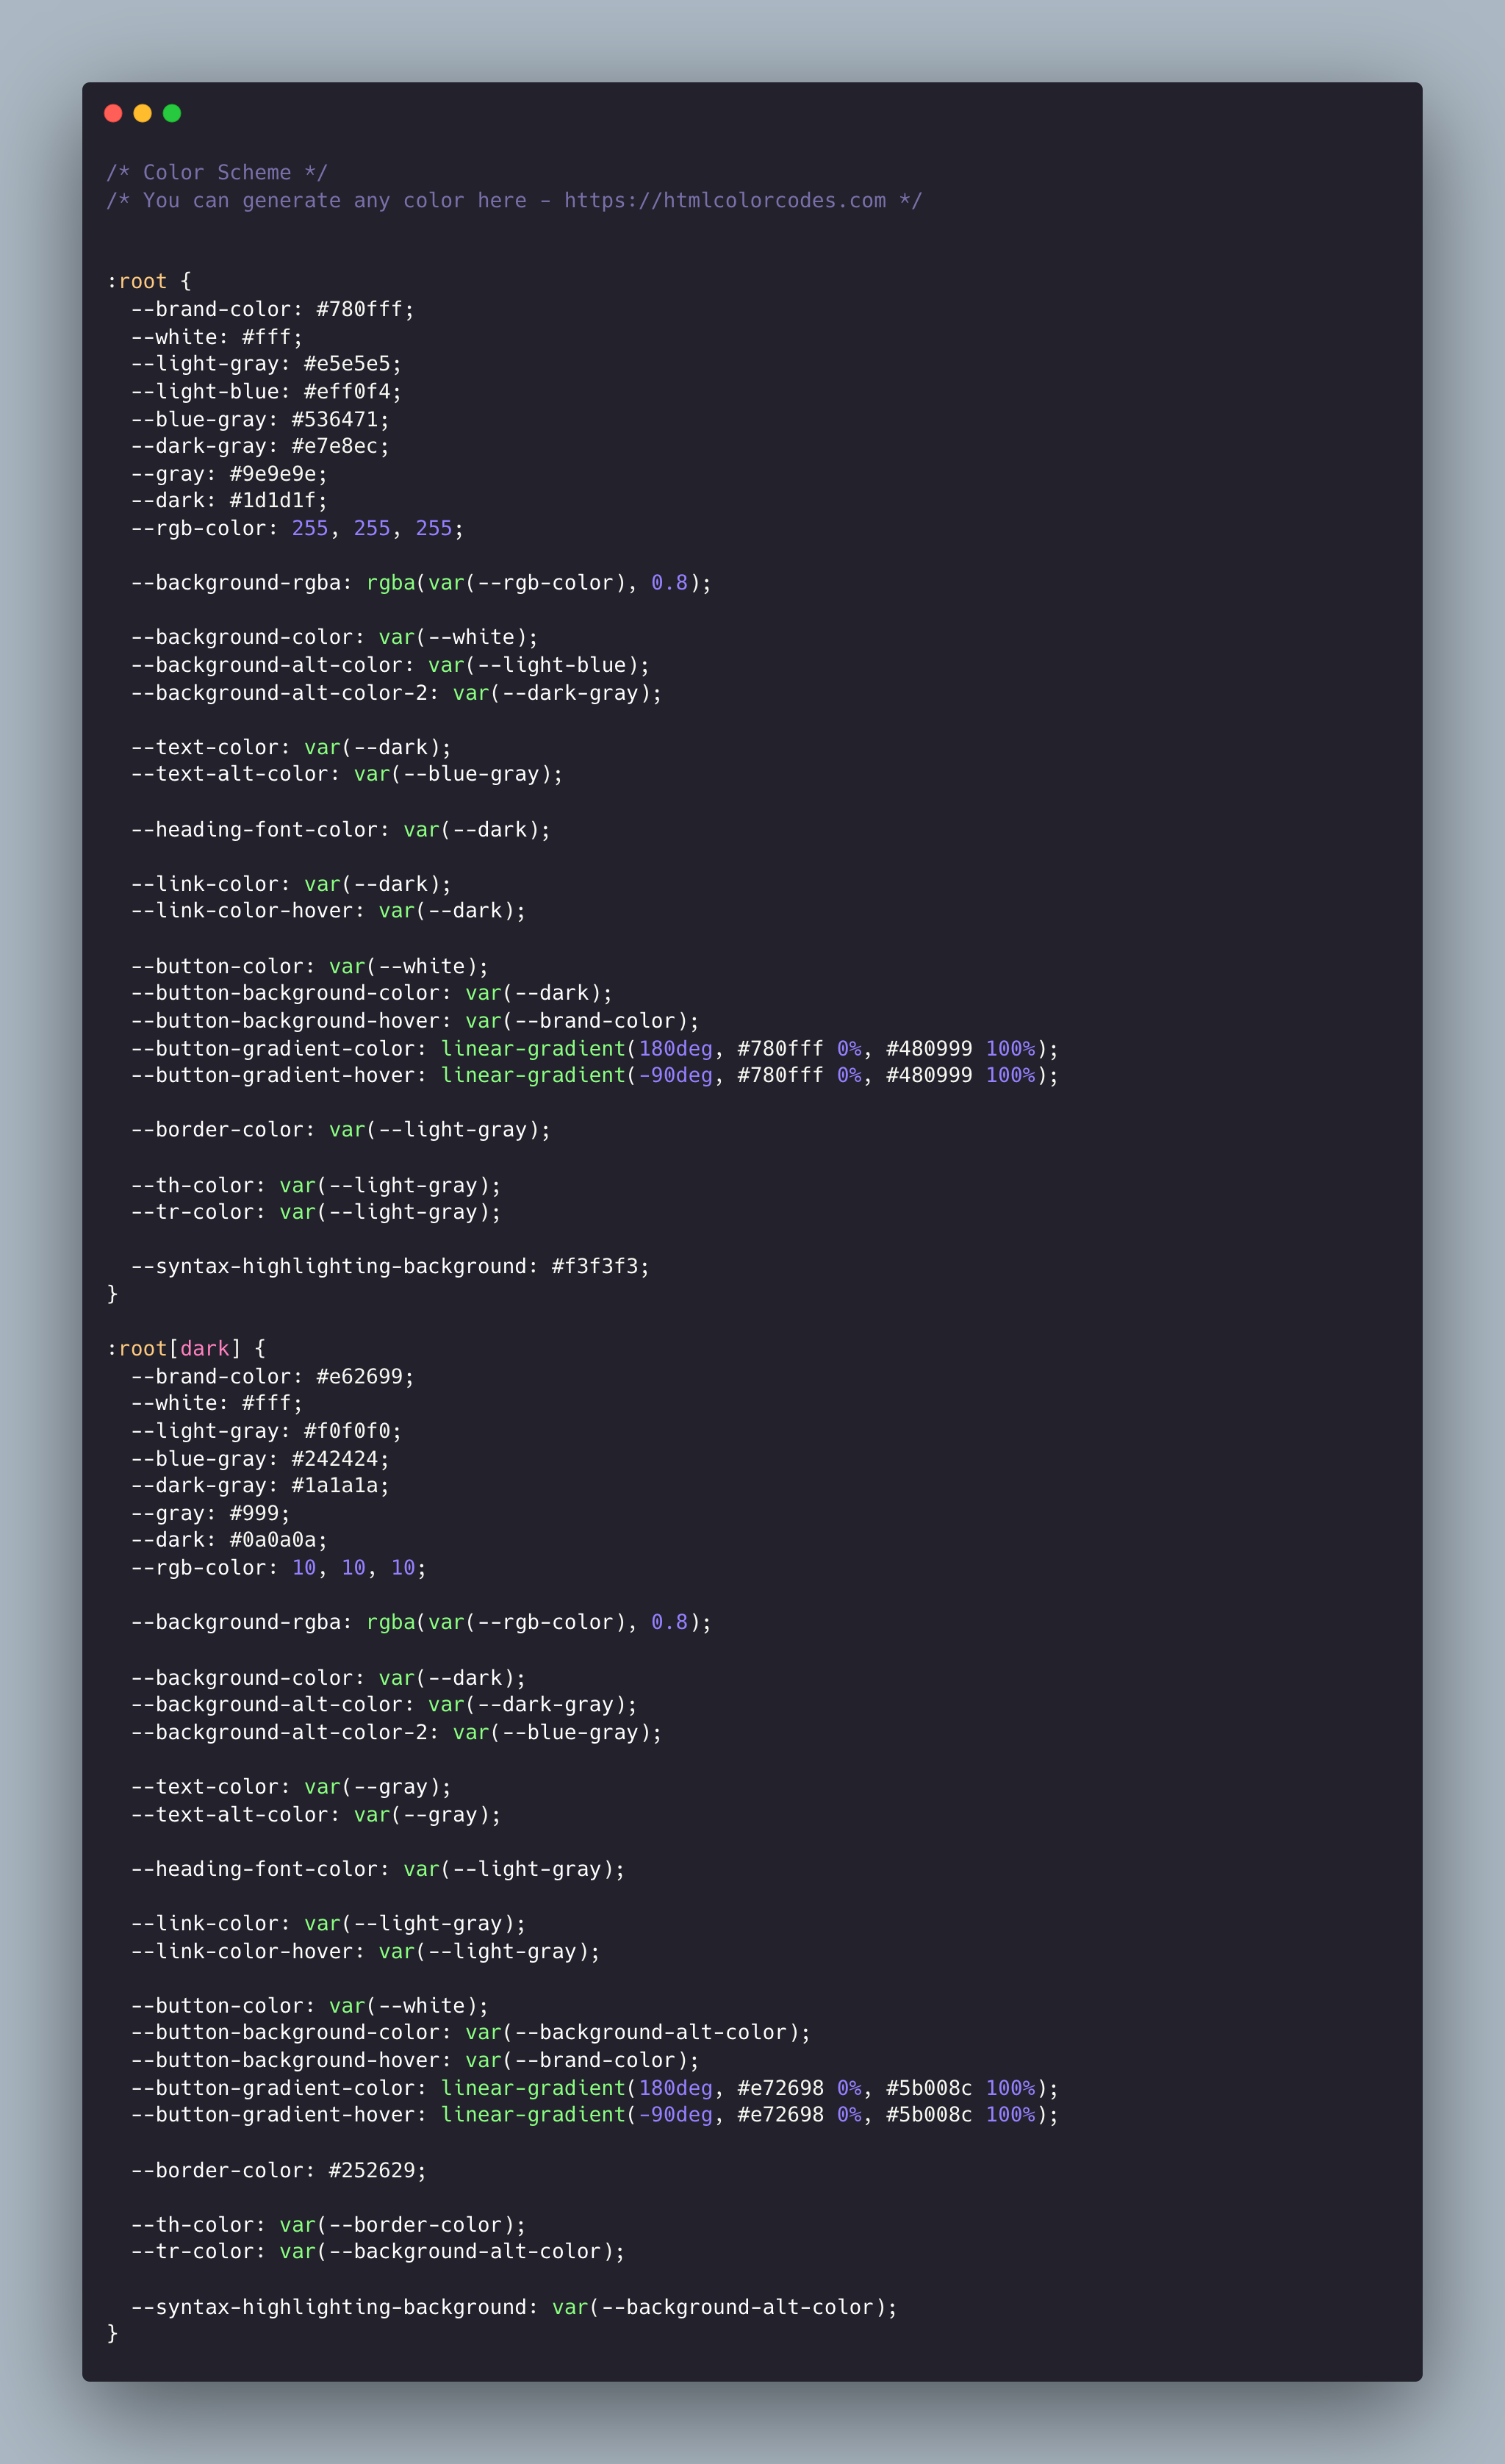 /* Color Scheme */
/* You can generate any color here - https://htmlcolorcodes.com */
:root {
  --brand-color: #780fff;
  --white: #fff;
  --light-gray: #e5e5e5;
  --light-blue: #eff0f4;
  --blue-gray: #536471;
  --dark-gray: #e7e8ec;
  --gray: #9e9e9e;
  --dark: #1d1d1f;
  --rgb-color: 255, 255, 255;
  --background-rgba: rgba(var(--rgb-color), 0.8);
  --background-color: var(--white);
  --background-alt-color: var(--light-blue);
  --background-alt-color-2: var(--dark-gray);
  --text-color: var(--dark);
  --text-alt-color: var(--blue-gray);
  --heading-font-color: var(--dark);
  --link-color: var(--dark);
  --link-color-hover: var(--dark);
  --button-color: var(--white);
  --button-background-color: var(--dark);
  --button-background-hover: var(--brand-color);
  --button-gradient-color: linear-gradient(180deg, #780fff 0%, #480999 100%);
  --button-gradient-hover: linear-gradient(-90deg, #780fff 0%, #480999 100%);
  --border-color: var(--light-gray);
  --th-color: var(--light-gray);
  --tr-color: var(--light-gray);
  --syntax-highlighting-background: #f3f3f3;
}
:root[dark] {
  --brand-color: #e62699;
  --white: #fff;
  --light-gray: #f0f0f0;
  --blue-gray: #242424;
  --dark-gray: #1a1a1a;
  --gray: #999;
  --dark: #0a0a0a;
  --rgb-color: 10, 10, 10;
  --background-rgba: rgba(var(--rgb-color), 0.8);
  --background-color: var(--dark);
  --background-alt-color: var(--dark-gray);
  --background-alt-color-2: var(--blue-gray);
  --text-color: var(--gray);
  --text-alt-color: var(--gray);
  --heading-font-color: var(--light-gray);
  --link-color: var(--light-gray);
  --link-color-hover: var(--light-gray);
  --button-color: var(--white);
  --button-background-color: var(--background-alt-color);
  --button-background-hover: var(--brand-color);
  --button-gradient-color: linear-gradient(180deg, #e72698 0%, #5b008c 100%);
  --button-gradient-hover: linear-gradient(-90deg, #e72698 0%, #5b008c 100%);
  --border-color: #252629;
  --th-color: var(--border-color);
  --tr-color: var(--background-alt-color);
  --syntax-highlighting-background: var(--background-alt-color);
}